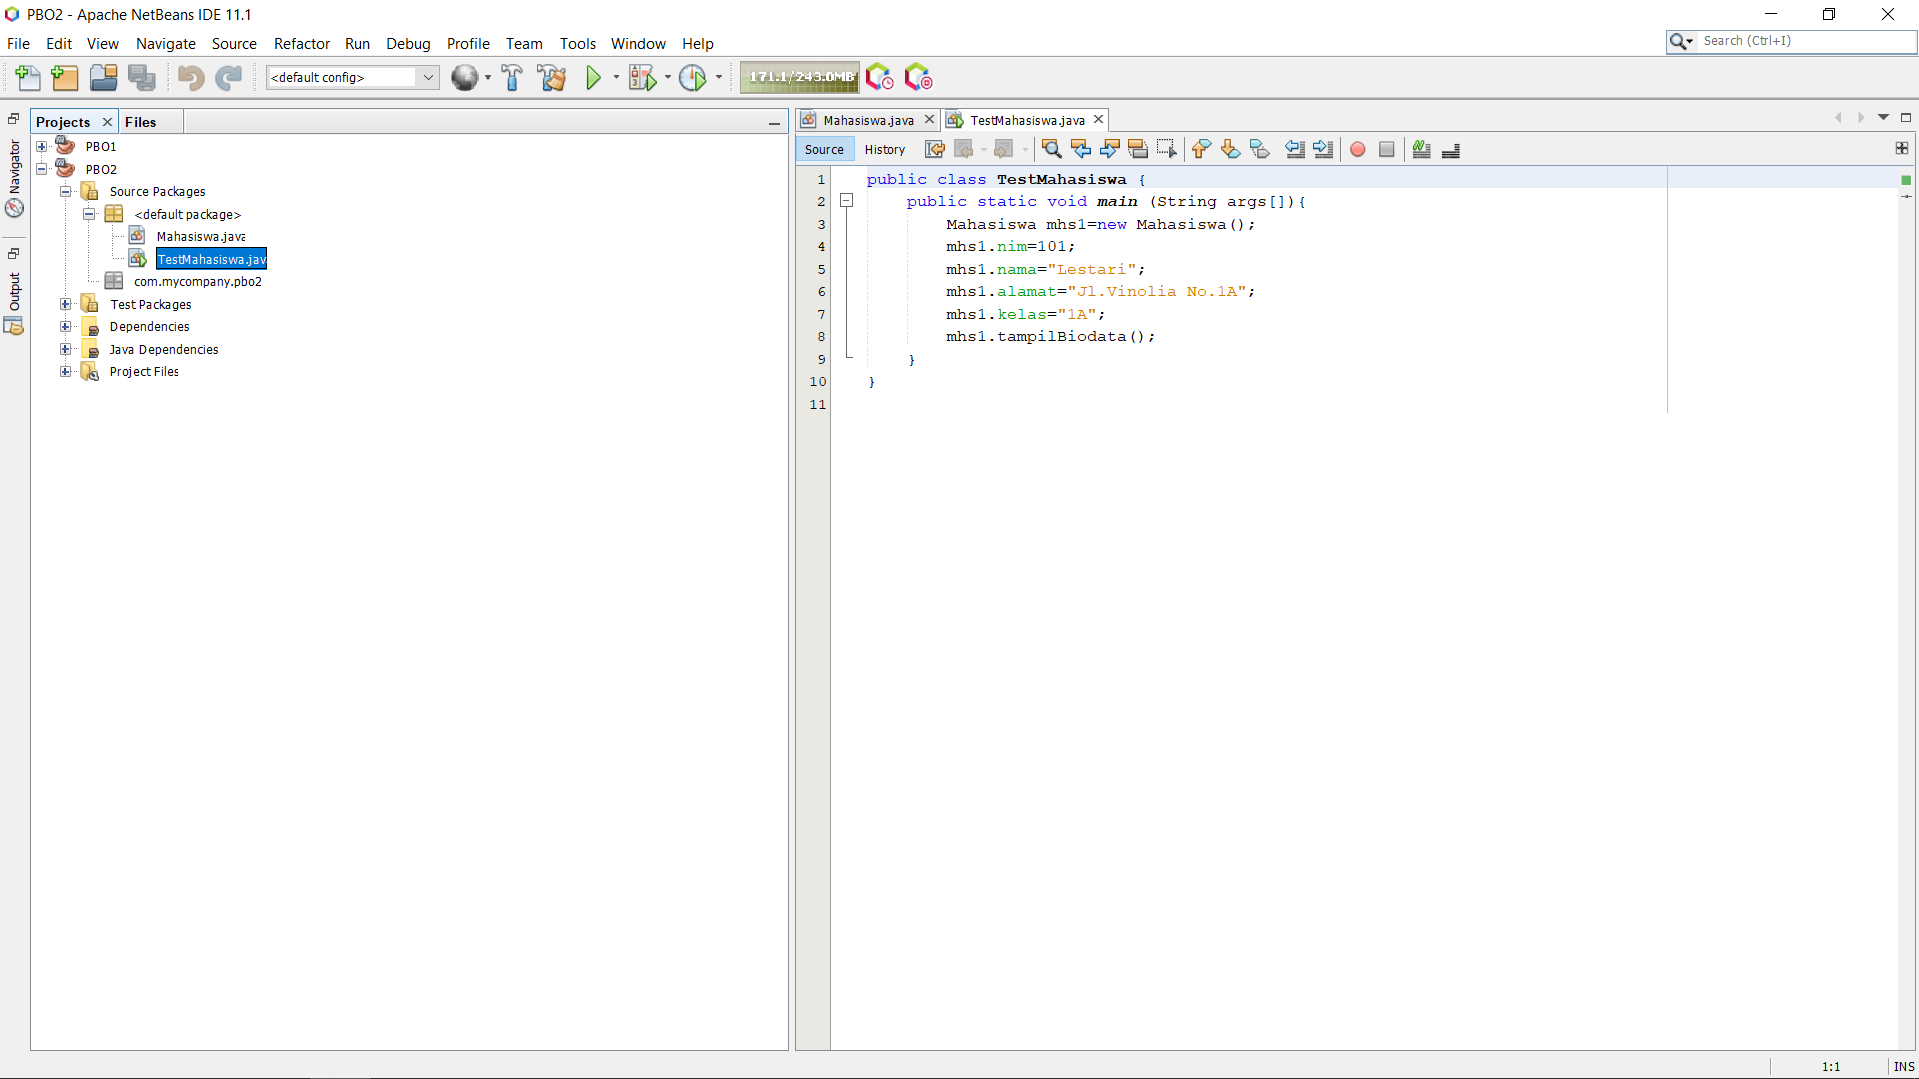 PBO2 - Apache NetBeans IDE 11.1
File Edit View Navigate Source Refactor Run Debug Profile Team Tools Window Help
Search (Ctrl+I)
<default config>
171.1/243.0MB
Projects Files
Navigator
Output
PBO1
PBO2
Source Packages
<default package>
Mahasiswa.java
TestMahasiswa.jav
com.mycompany.pbo2
Test Packages
Dependencies
Java Dependencies
Project Files
Mahasiswa.java TestMahasiswa.java
Source History
1 public class TestMahasiswa {
2 public static void main (String args[]){
3 Mahasiswa mhs1=new Mahasiswa();
4 mhs1.nim=101;
5 mhs1.nama="Lestari";
6 mhs1.alamat="Jl.Vinolia No.1A";
7 mhs1.kelas="1A";
8 mhs1.tampilBiodata();
9 }
10 }
11
1:1 INS